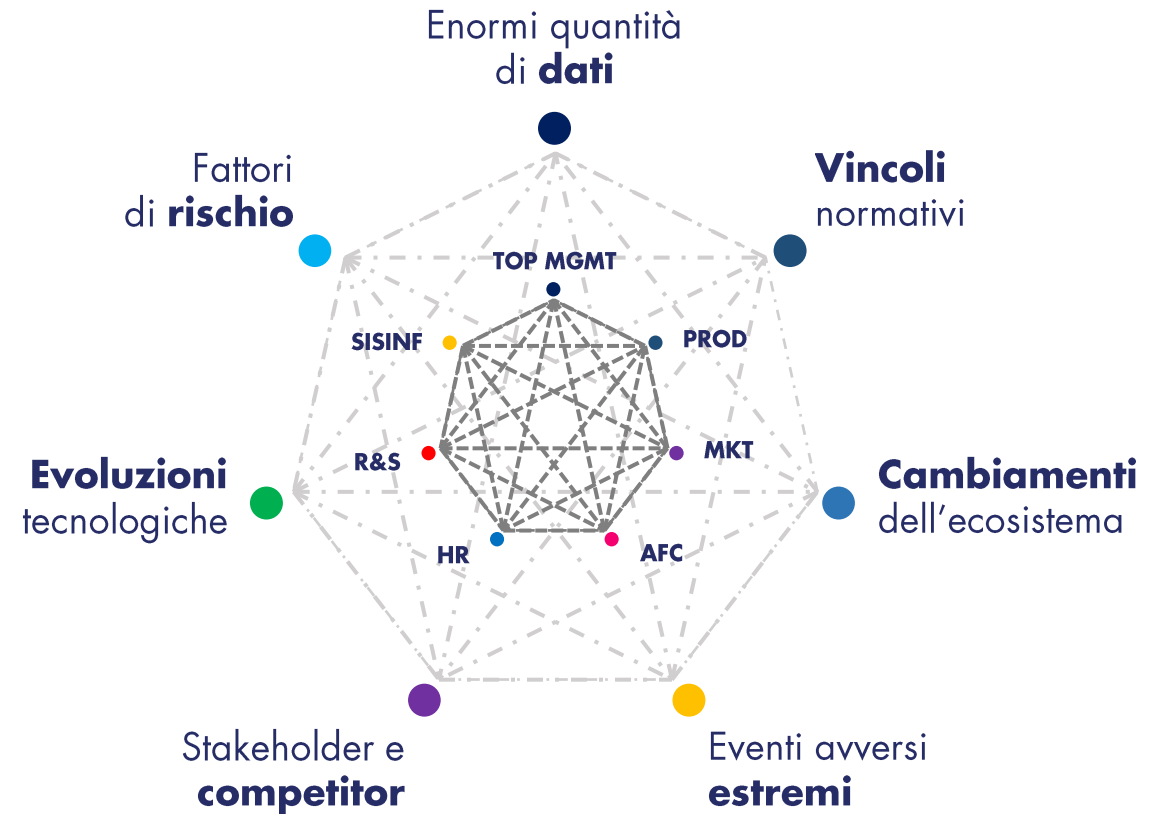 Enormi quantità
di dati
Fattori
di rischio
Vincoli
normativi
TOP MGMT
SISINF
PROD
R&S
MKT
HR
AFC
Evoluzioni
tecnologiche
Cambiamenti
dell’ecosistema
Stakeholder e
competitor
Eventi avversi
estremi